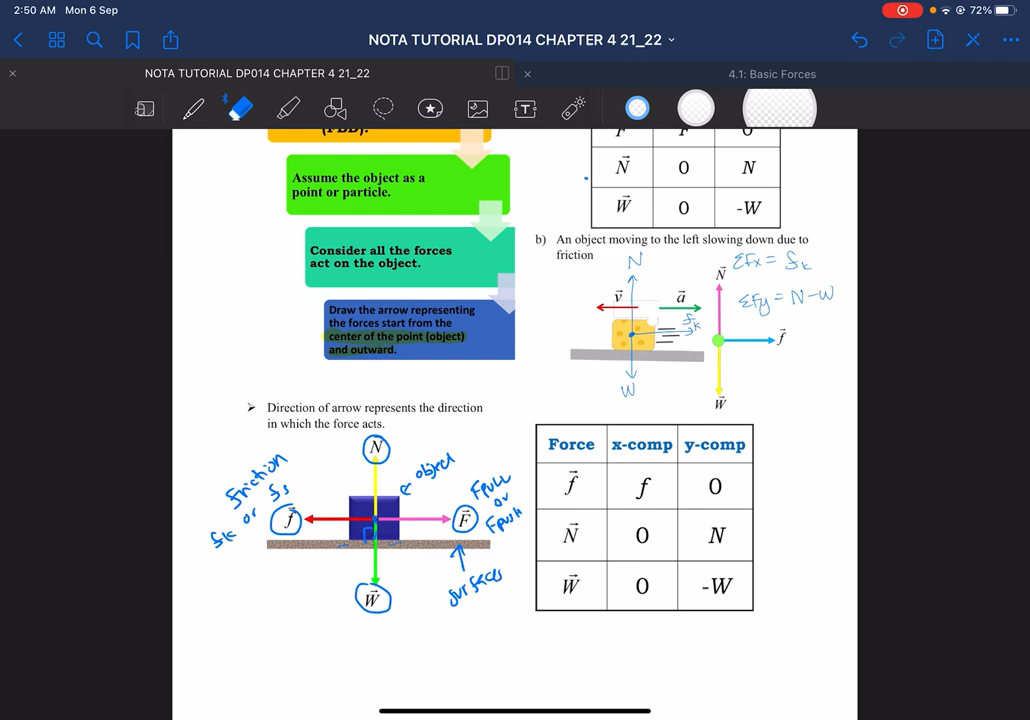 2:50 AM Mon 6 Sep
72%
NOTA TUTORIAL DP014 CHAPTER 4 21_22
NOTA TUTORIAL DP014 CHAPTER 4 21_22
4.1: Basic Forces
(FBD).
Assume the object as a
point or particle.
Consider all the forces
act on the object.
Draw the arrow representing
the forces start from the
center of the point (object)
and outward.
➢ Direction of arrow represents the direction
in which the force acts.
N
friction
fk or fs
f⃗
object
Fpull
or
Fpush
F⃗
surfaces
W⃗
F⃗ F 0
N⃗ 0 N
W⃗ 0 -W
b) An object moving to the left slowing down due to
friction
N
v⃗
a⃗
fk
W
ΣFx = fk
ΣFy = N - W
N⃗
f⃗
W⃗
Force x-comp y-comp
f⃗ f 0
N⃗ 0 N
W⃗ 0 -W